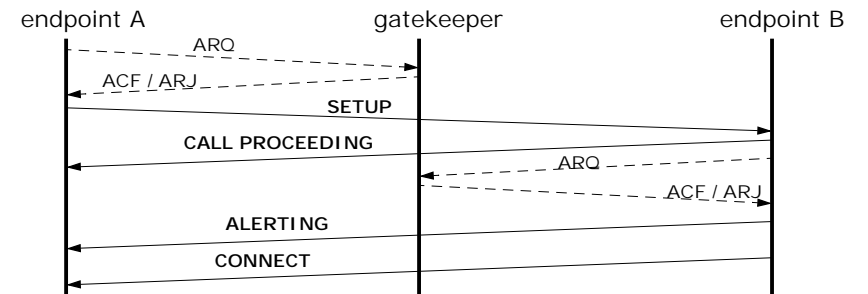 endpoint A gatekeeper endpoint B
ARQ
ACF / ARJ
SETUP
CALL PROCEEDING
ARQ
ACF / ARJ
ALERTING
CONNECT